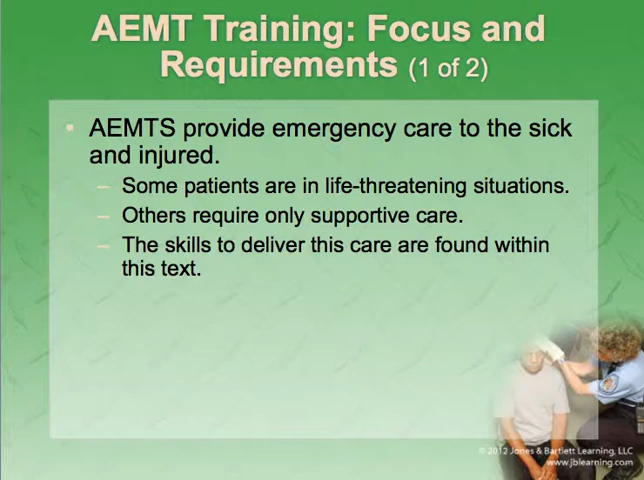 AEMT Training: Focus and
Requirements (1 of 2)
▪ AEMTS provide emergency care to the sick
and injured.
– Some patients are in life-threatening situations.
– Others require only supportive care.
– The skills to deliver this care are found within
this text.
© 2012 Jones & Bartlett Learning, LLC
www.jblearning.com